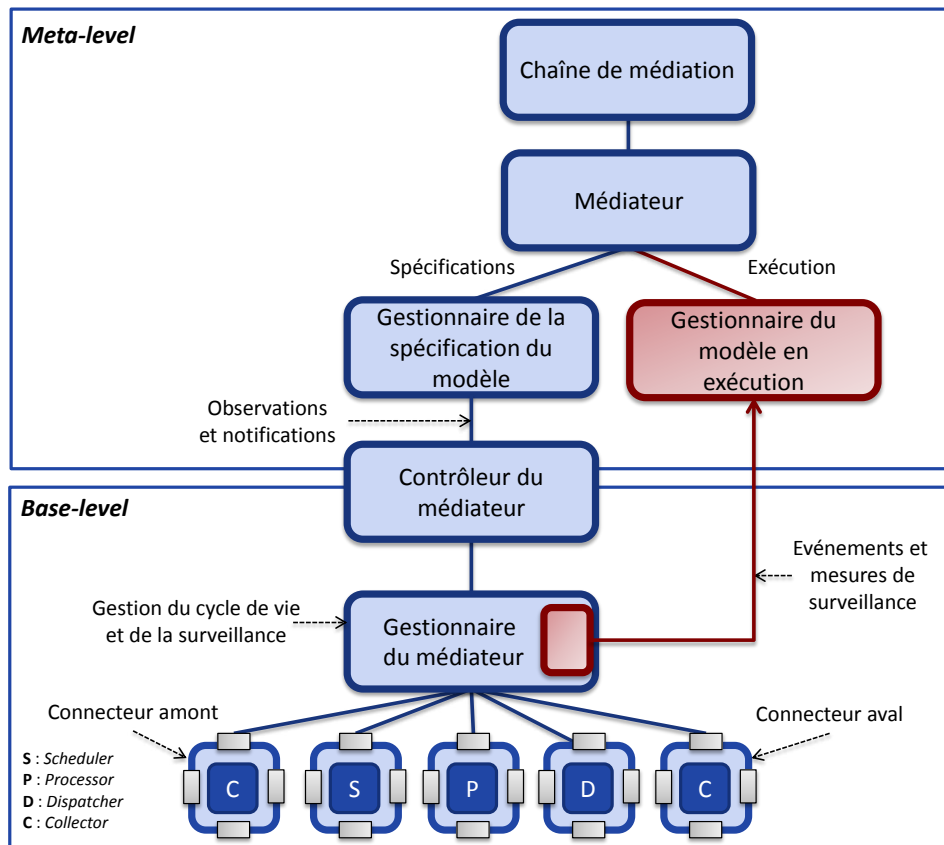 Meta-level
Chaîne de médiation
Médiateur
Spécifications
Exécution
Gestionnaire de la
spécification du
modèle
Gestionnaire du
modèle en
exécution
Observations
et notifications
Contrôleur du
médiateur
Base-level
Evénements et
mesures de
surveillance
Gestion du cycle de vie
et de la surveillance
Gestionnaire
du médiateur
Connecteur amont
Connecteur aval
S : Scheduler
P : Processor
D : Dispatcher
C : Collector
C S P D C